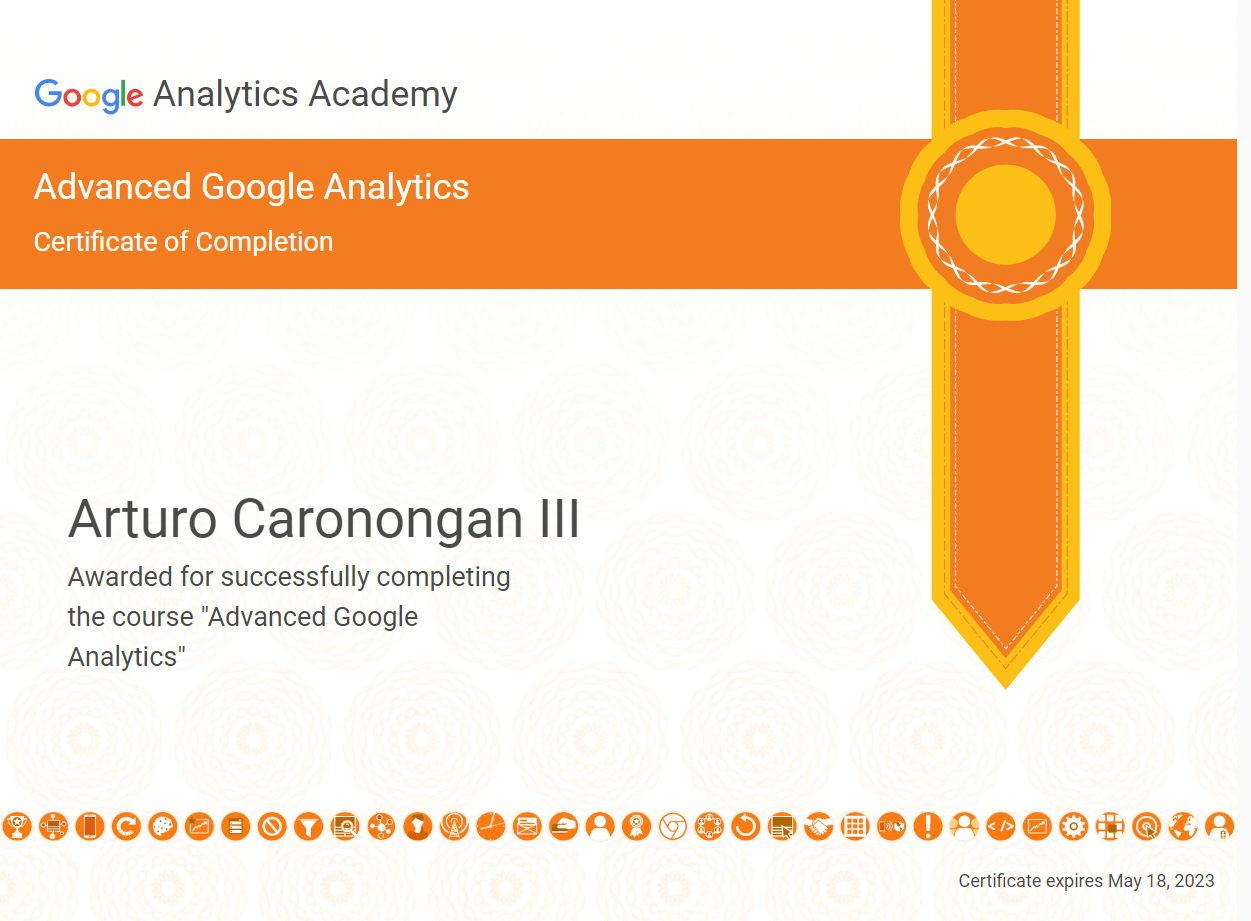 Google Analytics Academy
Advanced Google Analytics
Certificate of Completion
Arturo Caronongan III
Awarded for successfully completing
the course "Advanced Google
Analytics"
Certificate expires May 18, 2023